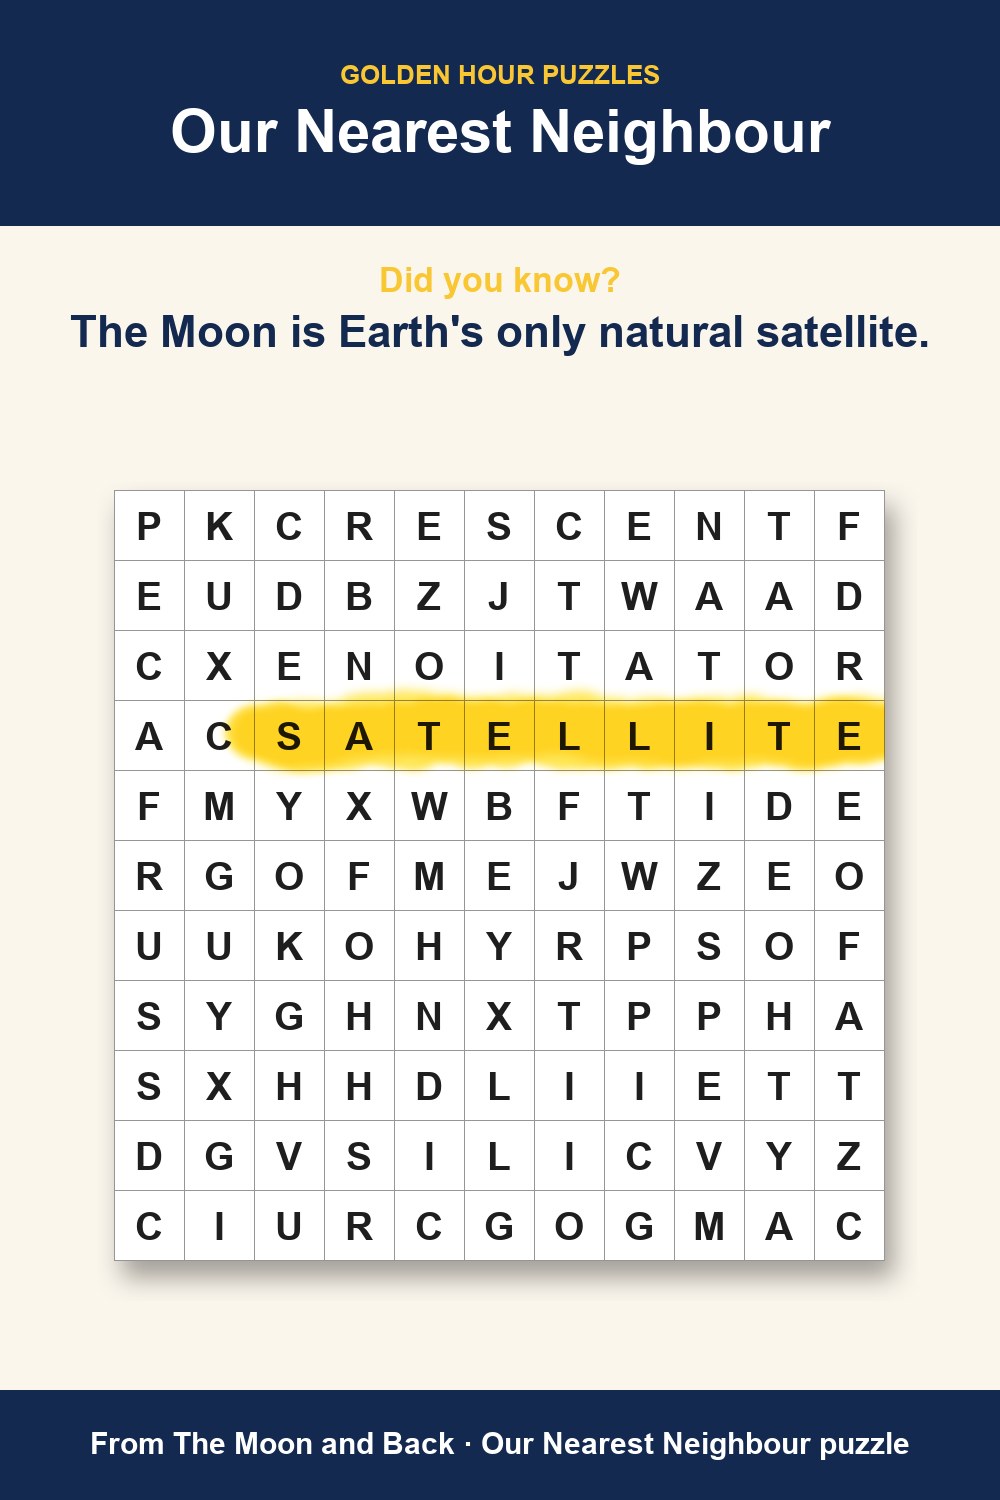 GOLDEN HOUR PUZZLES
Our Nearest Neighbour
Did you know?
The Moon is Earth's only natural satellite.
P K C R E S C E N T F
E U D B Z J T W A A D
C X E N O I T A T O R
A C S A T E L L I T E
F M Y X W B F T I D E
R G O F M E J W Z E O
U U K O H Y R P S O F
S Y G H N X T P P H A
S X H H D L I I E T T
D G V S I L I C V Y Z
C I U R C G O G M A C
From The Moon and Back · Our Nearest Neighbour puzzle